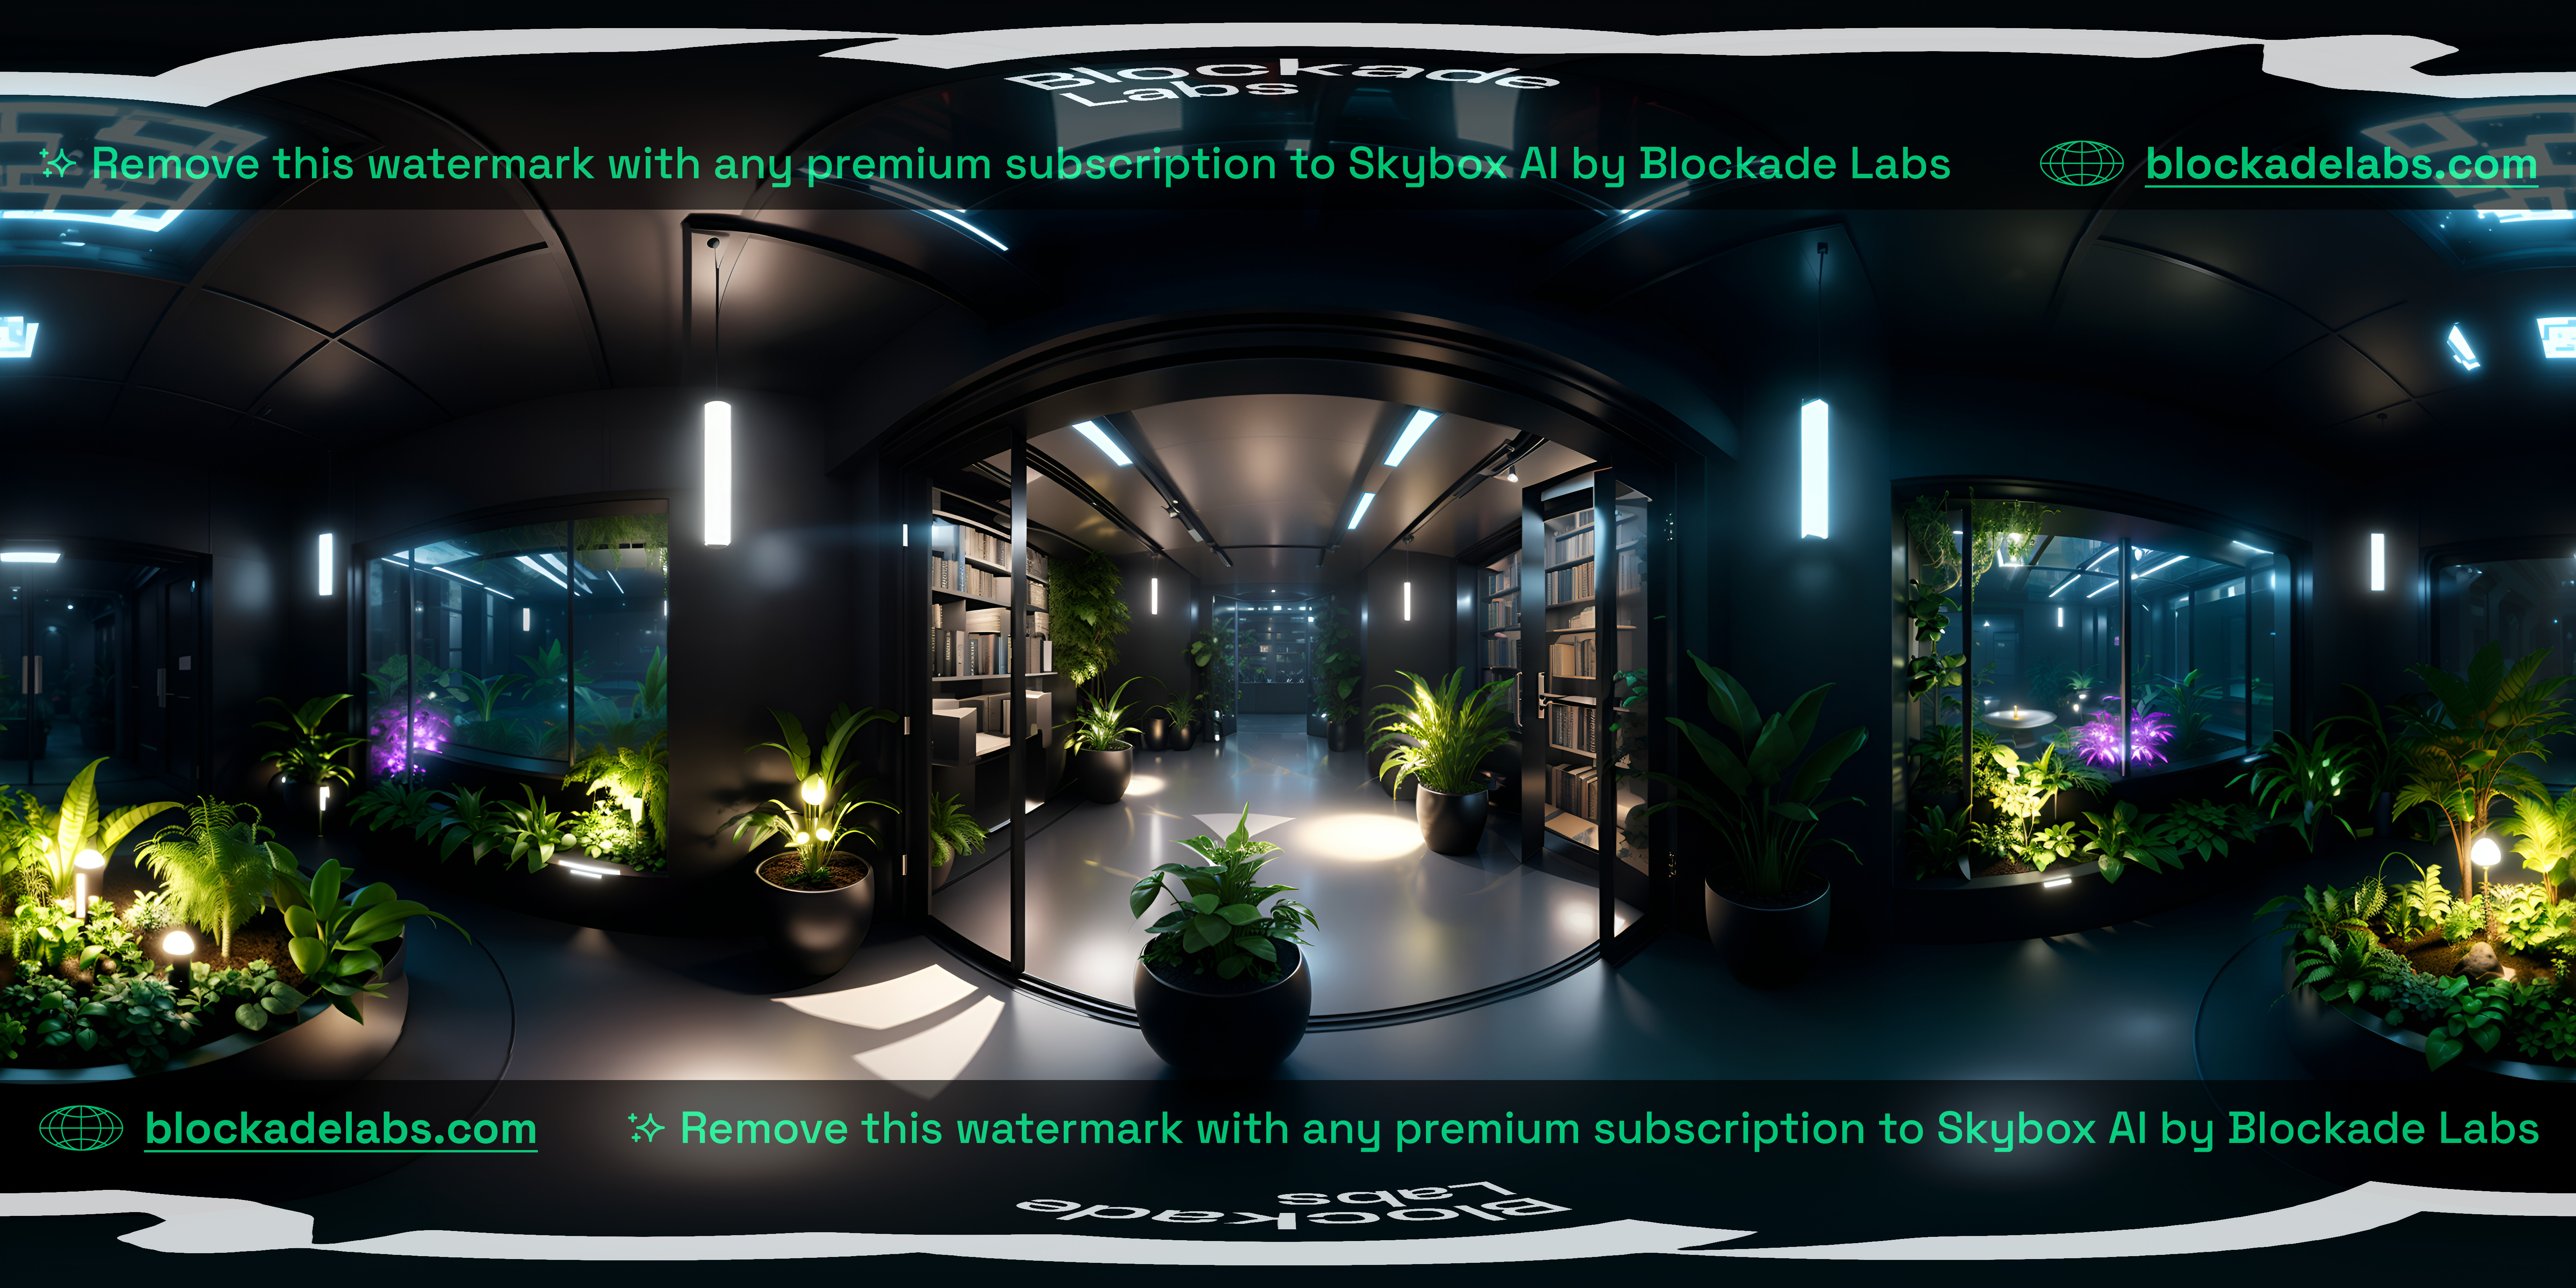 Blockade
Labs
Remove this watermark with any premium subscription to Skybox AI by Blockade Labs blockadelabs.com
blockadelabs.com Remove this watermark with any premium subscription to Skybox AI by Blockade Labs
Blockade
Labs